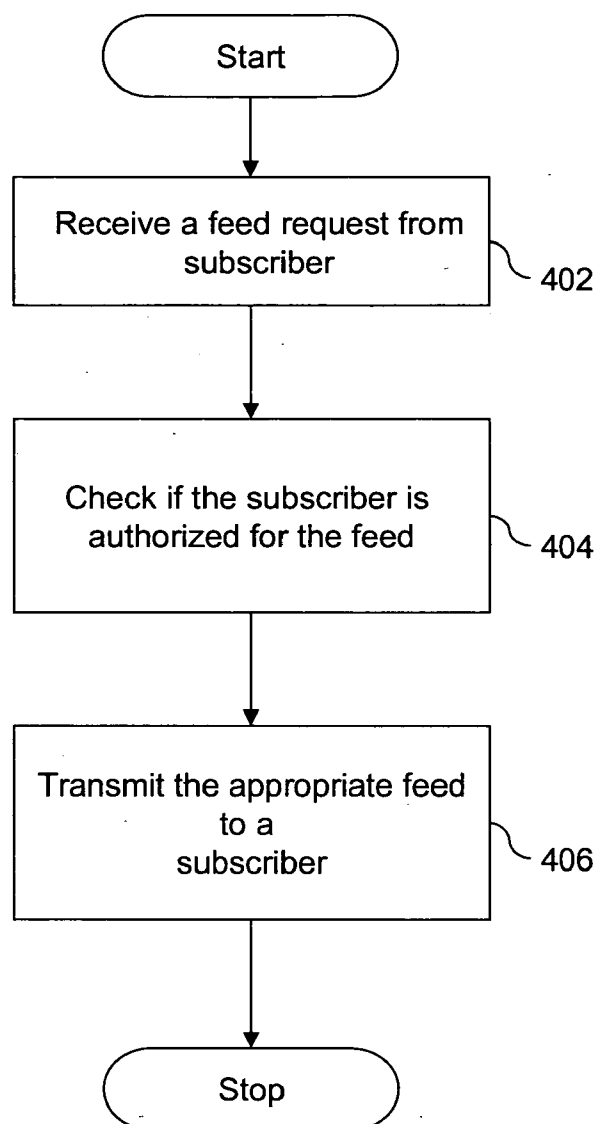 Start
Receive a feed request from
subscriber
402
Check if the subscriber is
authorized for the feed
404
Transmit the appropriate feed
to a
subscriber
406
Stop